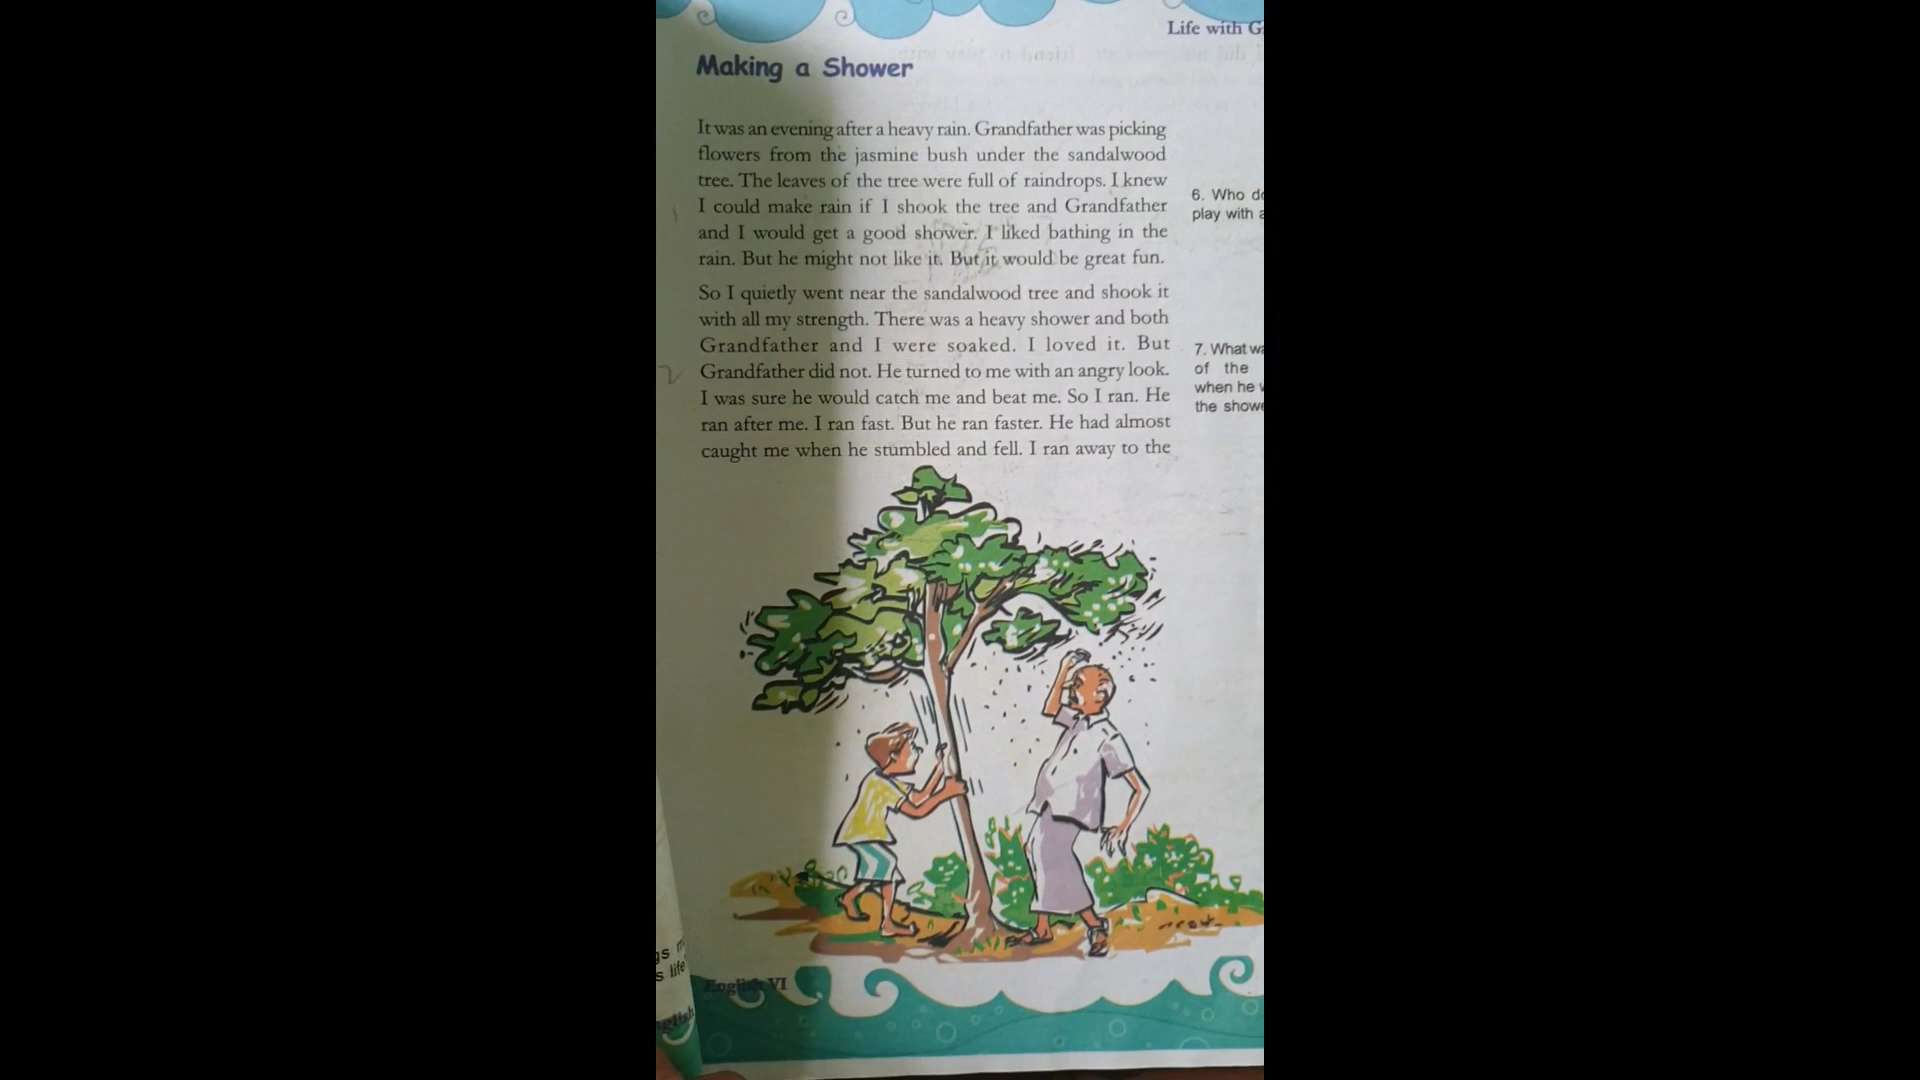 Life with
Making a Shower
It was an evening after a heavy rain. Grandfather was picking
flowers from the jasmine bush under the sandalwood
tree. The leaves of the tree were full of raindrops. I knew
I could make rain if I shook the tree and Grandfather
and I would get a good shower. I liked bathing in the
rain. But he might not like it. But it would be great fun.
So I quietly went near the sandalwood tree and shook it
with all my strength. There was a heavy shower and both
Grandfather and I were soaked. I loved it. But
Grandfather did not. He turned to me with an angry look.
I was sure he would catch me and beat me. So I ran. He
ran after me. I ran fast. But he ran faster. He had almost
caught me when he stumbled and fell. I ran away to the
6. Who
play with
7. What
of the
when he
the
2
life
English VI